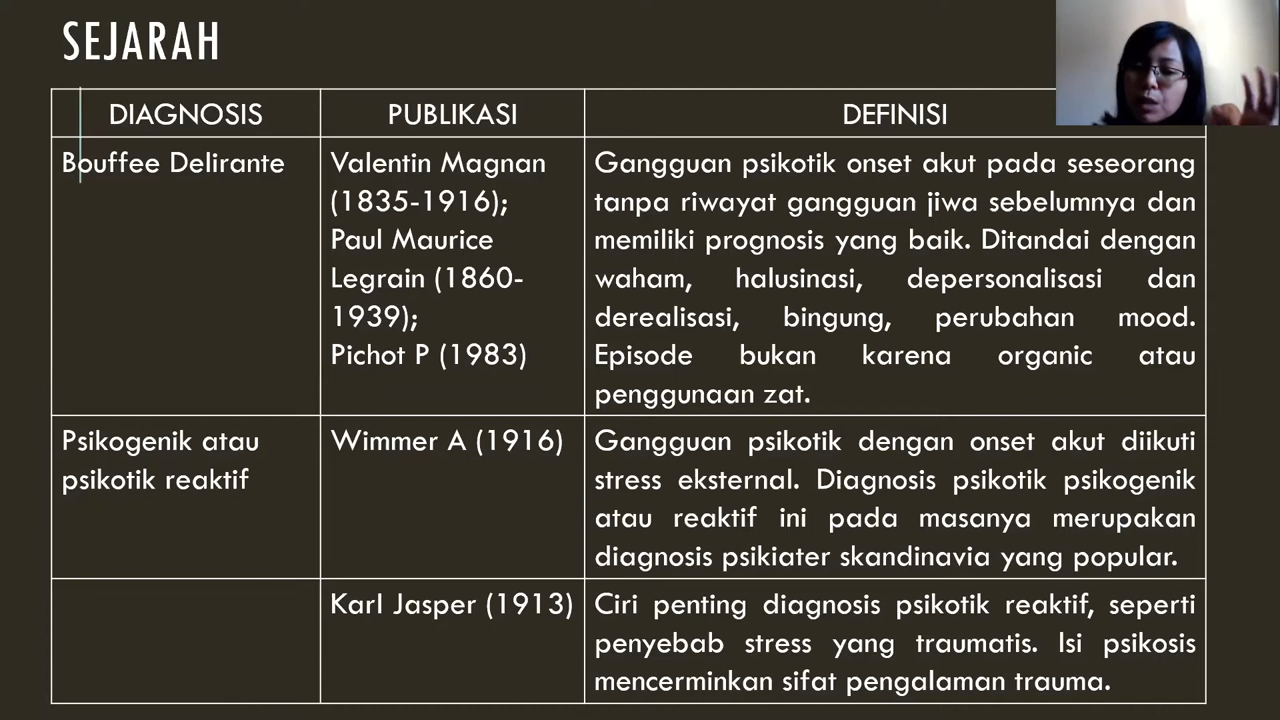 SEJARAH
DIAGNOSIS
PUBLIKASI
DEFINISI
Bouffee Delirante
Valentin Magnan
(1835-1916);
Paul Maurice
Legrain (1860-
1939);
Pichot P (1983)
Gangguan psikotik onset akut pada seseorang
tanpa riwayat gangguan jiwa sebelumnya dan
memiliki prognosis yang baik. Ditandai dengan
waham, halusinasi, depersonalisasi dan
derealisasi, bingung, perubahan mood.
Episode bukan karena organic atau
penggunaan zat.
Psikogenik atau
psikotik reaktif
Wimmer A (1916)
Gangguan psikotik dengan onset akut diikuti
stress eksternal. Diagnosis psikotik psikogenik
atau reaktif ini pada masanya merupakan
diagnosis psikiater skandinavia yang popular.
Karl Jasper (1913)
Ciri penting diagnosis psikotik reaktif, seperti
penyebab stress yang traumatis. Isi psikosis
mencerminkan sifat pengalaman trauma.